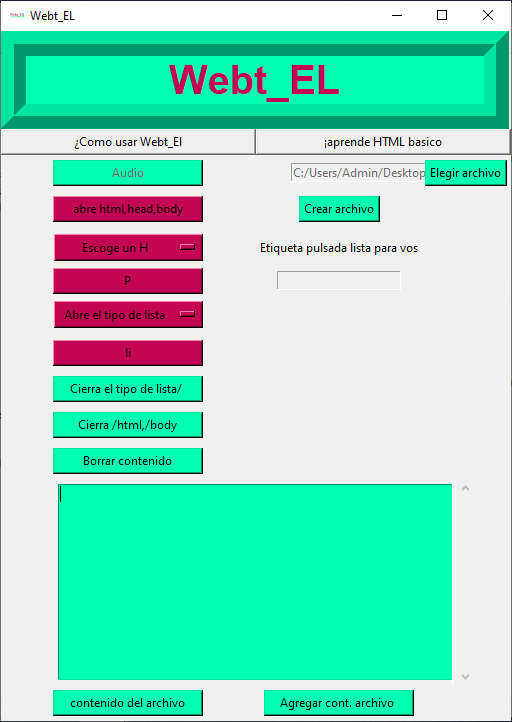 Webt_EL
Webt_EL
¿Como usar Webt_El
¡aprende HTML basico
Audio
C:/Users/Admin/Desktop
Elegir archivo
abre html,head,body
Crear archivo
Escoge un H
Etiqueta pulsada lista para vos
P
Abre el tipo de lista
li
Cierra el tipo de lista/
Cierra /html,/body
Borrar contenido
contenido del archivo
Agregar cont. archivo